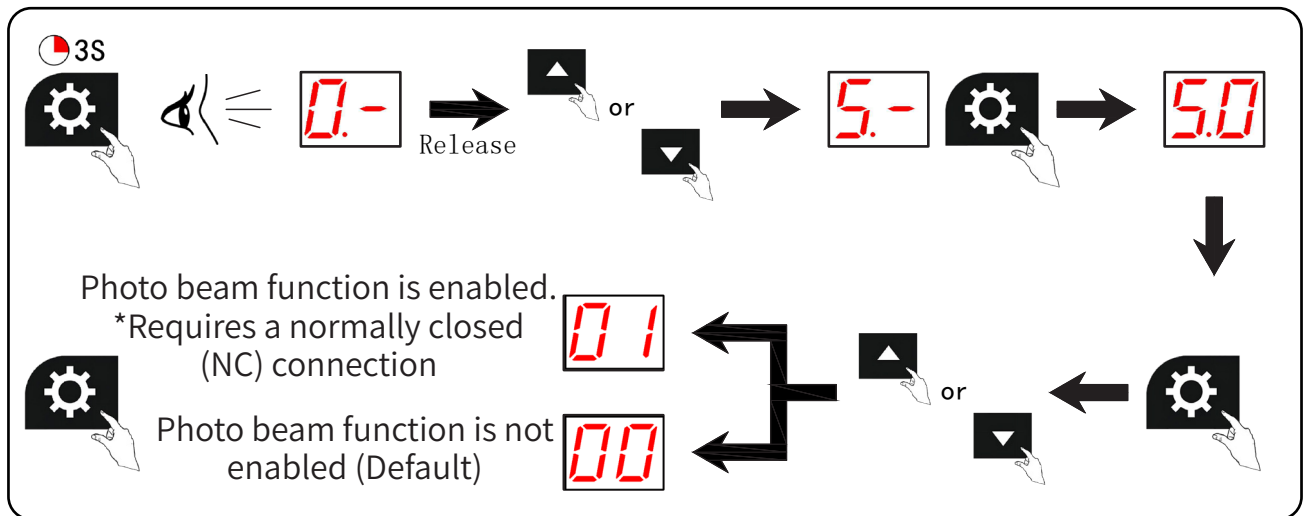 3S
0.-
Release
or
5.-
5.0
Photo beam function is enabled.
*Requires a normally closed
(NC) connection
01
or
Photo beam function is not
enabled (Default)
00